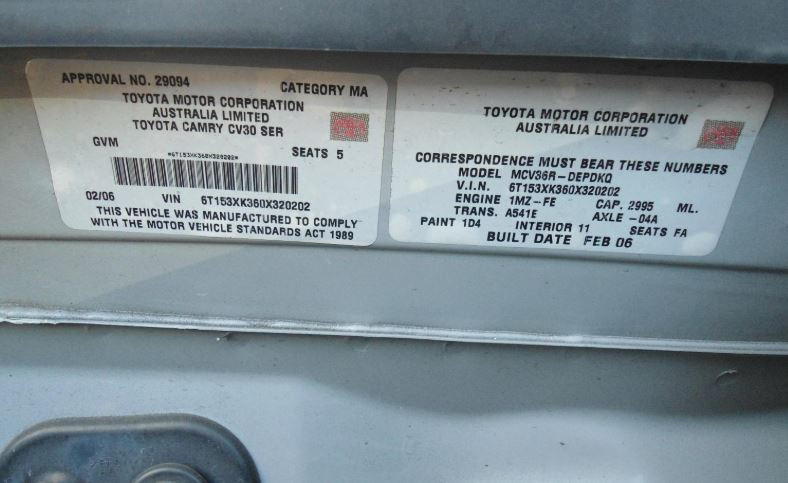 APPROVAL NO. 29094 CATEGORY MA
TOYOTA MOTOR CORPORATION
AUSTRALIA LIMITED
TOYOTA CAMRY CV30 SER
GVM SEATS 5
*6T153XK360X320202*
02/06 VIN 6T153XK360X320202
THIS VEHICLE WAS MANUFACTURED TO COMPLY
WITH THE MOTOR VEHICLE STANDARDS ACT 1989
TOYOTA MOTOR CORPORATION
AUSTRALIA LIMITED
CORRESPONDENCE MUST BEAR THESE NUMBERS
MODEL MCV36R-DEPDKQ
V.I.N. 6T153XK360X320202
ENGINE 1MZ-FE CAP. 2995 ML.
TRANS. A541E AXLE -04A
PAINT 1D4 INTERIOR 11 SEATS FA
BUILT DATE FEB 06